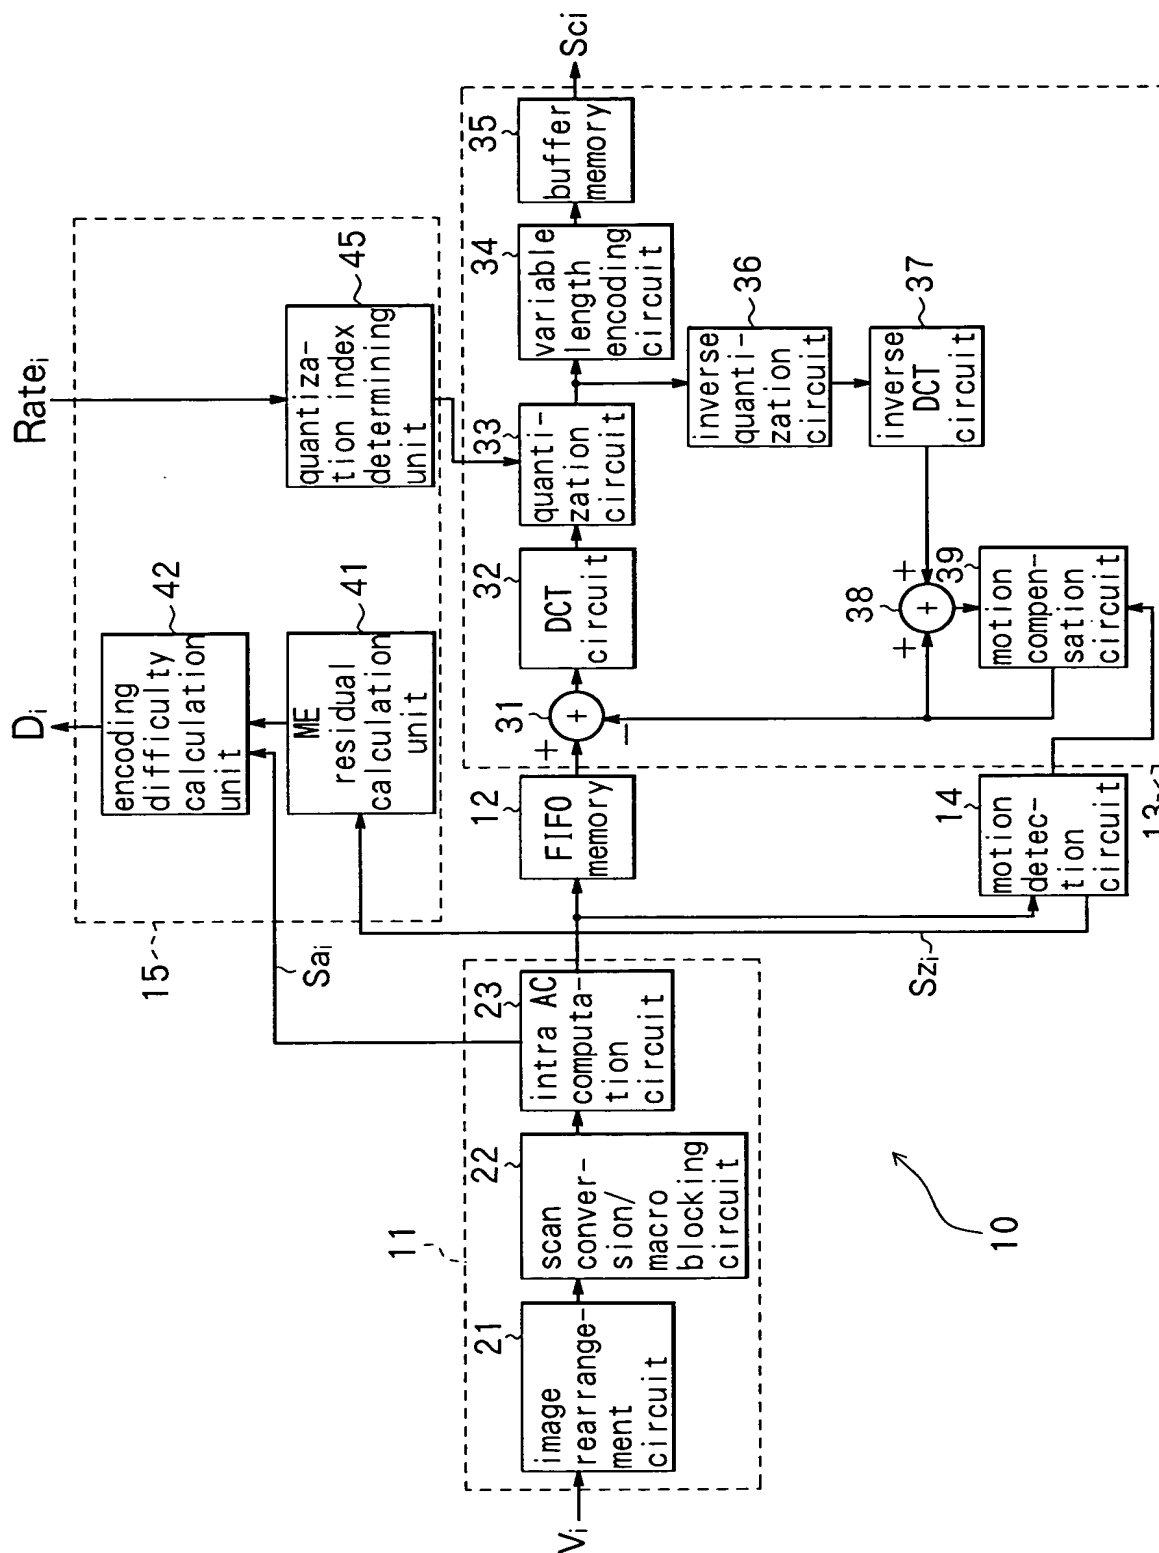 Vi
11
21
image
rearrange-
ment
circuit
22
scan
conver-
sion/
macro
blocking
circuit
23
intra AC
computa-
tion
circuit
10
15
Sai
Szi
Di
42
encoding
difficulty
calculation
unit
41
ME
residual
calculation
unit
Ratei
45
quantiza-
tion index
determining
unit
12
FIFO
memory
14
motion
detec-
tion
circuit
13
31
+
+
−
32
DCT
circuit
33
quanti-
zation
circuit
34
variable
length
encoding
circuit
35
buffer
memory
Sci
36
inverse
quanti-
zation
circuit
37
inverse
DCT
circuit
38
+
+
+
39
motion
compen-
sation
circuit